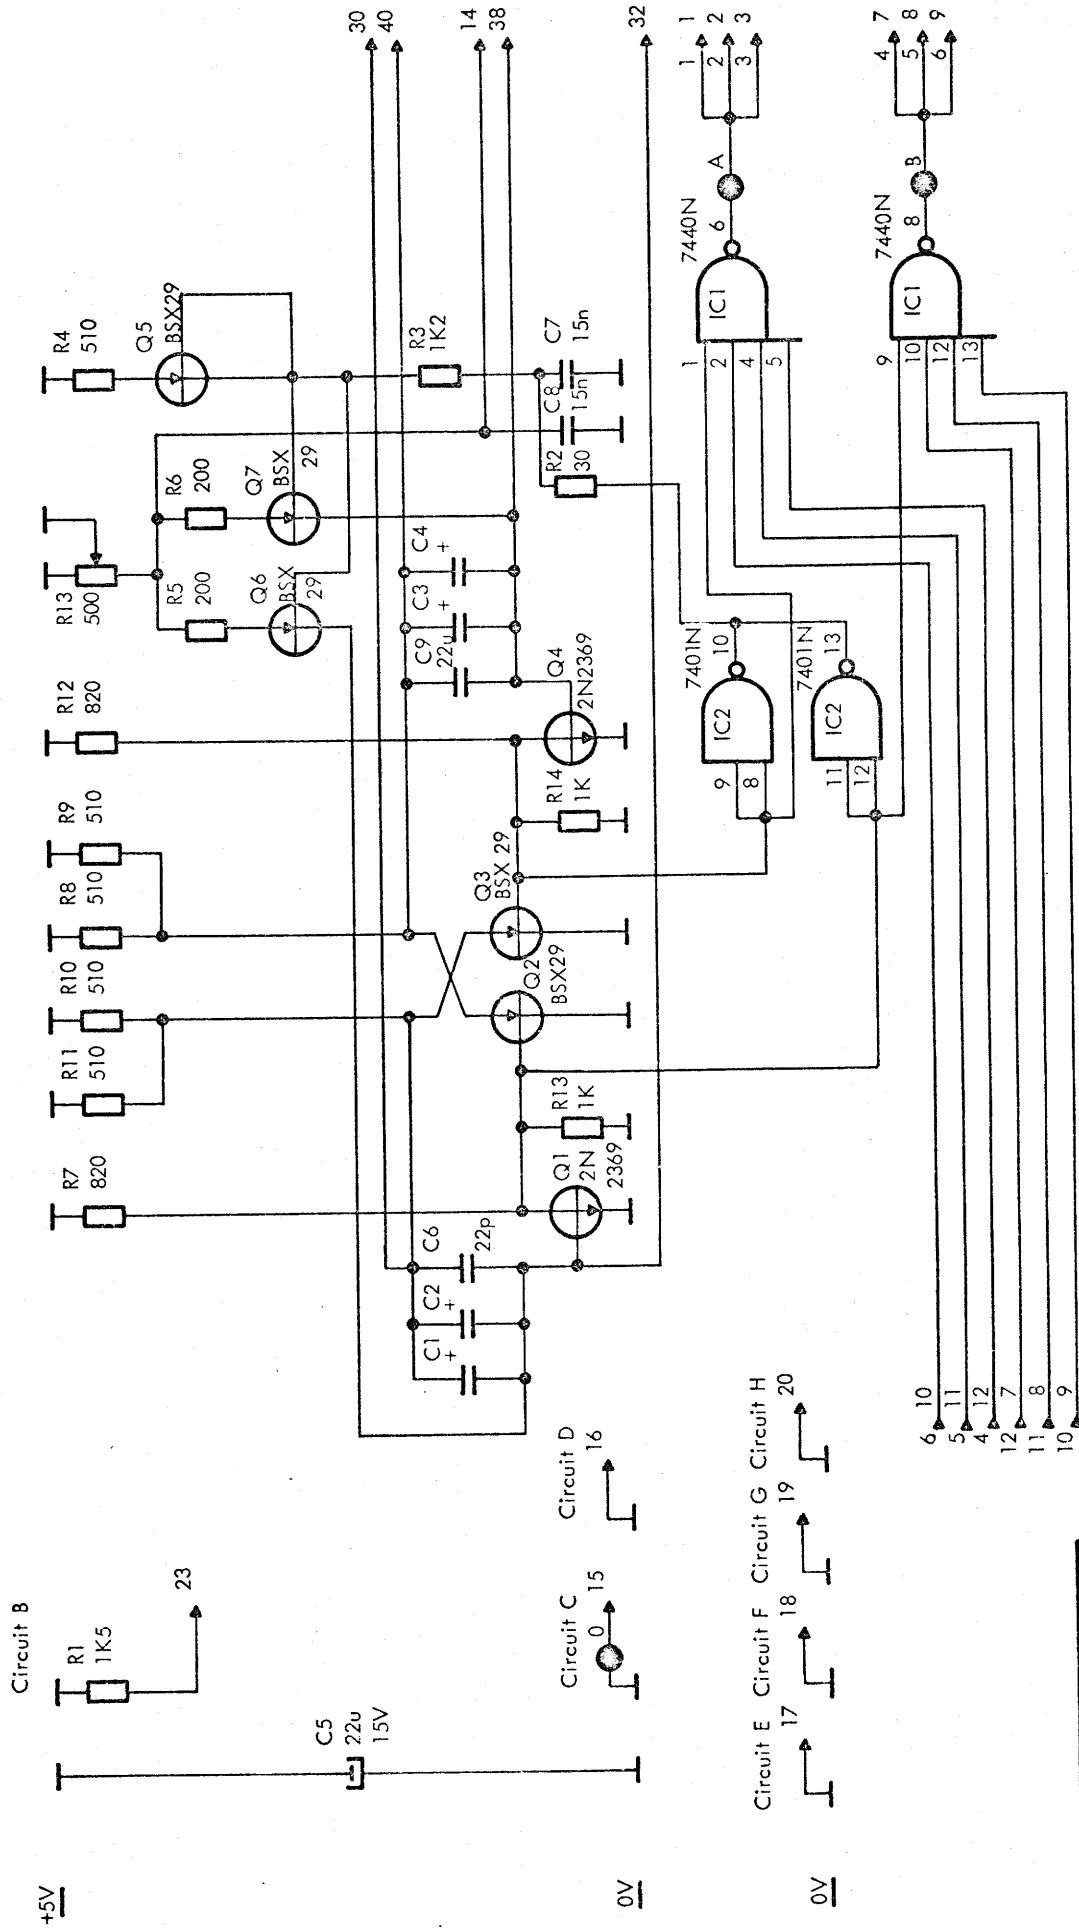 +5V
0V
0V
Circuit B
R1
1K5
23
C5
22u
15V
Circuit C
0
15
Circuit D
16
Circuit E
17
Circuit F
18
Circuit G
19
Circuit H
20
R7
820
R11
510
R10
510
R8
510
R9
510
R12
820
R13
500
R5
200
R6
200
R4
510
Q6
BSX
29
Q7
BSX
29
Q5
BSX29
30
40
14
38
32
C1
+
C2
+
C6
22p
Q1
2N
2369
R13
1K
Q2
BSX29
Q3
BSX 29
R14
1K
Q4
2N2369
C9
22u
C3
+
C4
+
R2
30
C8
15n
C7
15n
R3
1K2
9
8
IC2
7401N
10
11
12
IC2
7401N
13
1
2
4
5
IC1
7440N
6
A
1
2
3
1
2
3
9
10
12
13
IC1
7440N
8
B
4
5
6
7
8
9
6 10
5 11
4 12
12 7
11 8
10 9